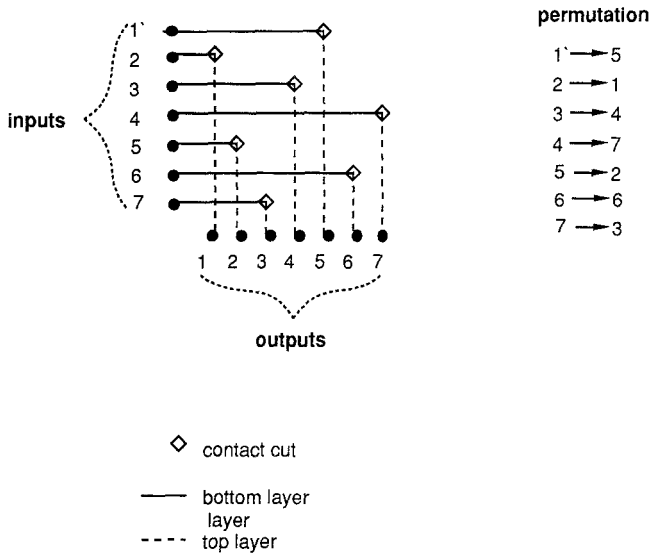 permutation
1` → 5
2 → 1
3 → 4
4 → 7
5 → 2
6 → 6
7 → 3
inputs
1`
2
3
4
5
6
7
1 2 3 4 5 6 7
outputs
contact cut
bottom layer
layer
top layer